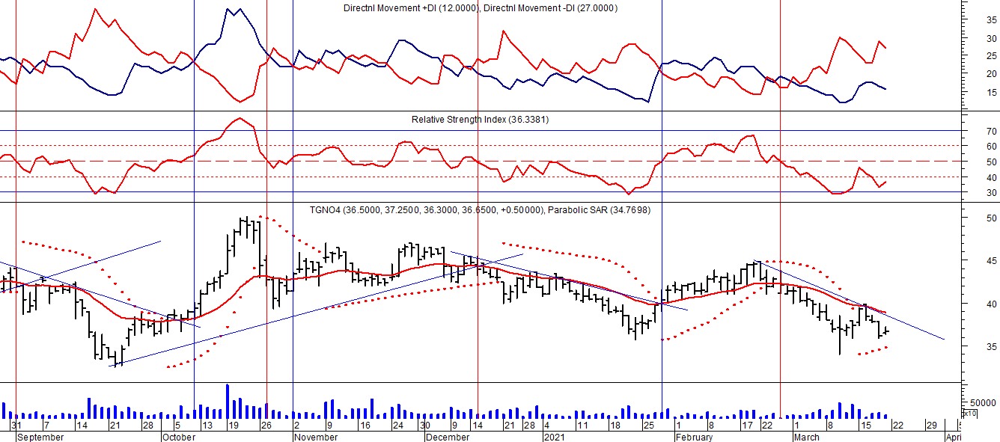 Directnl Movement +DI (12.0000), Directnl Movement -DI (27.0000)
35
30
25
20
15
Relative Strength Index (36.3381)
70
60
50
40
30
TGNO4 (36.5000, 37.2500, 36.3000, 36.6500, +0.50000), Parabolic SAR (34.7698)
50
45
40
35
50000
x10
31 7 14 21 28 5 13 19 26 2 9 16 24 30 9 14 21 28 4 11 18 25 1 8 17 22 1 8 15 22 29 5
September October November December 2021 February March Apri